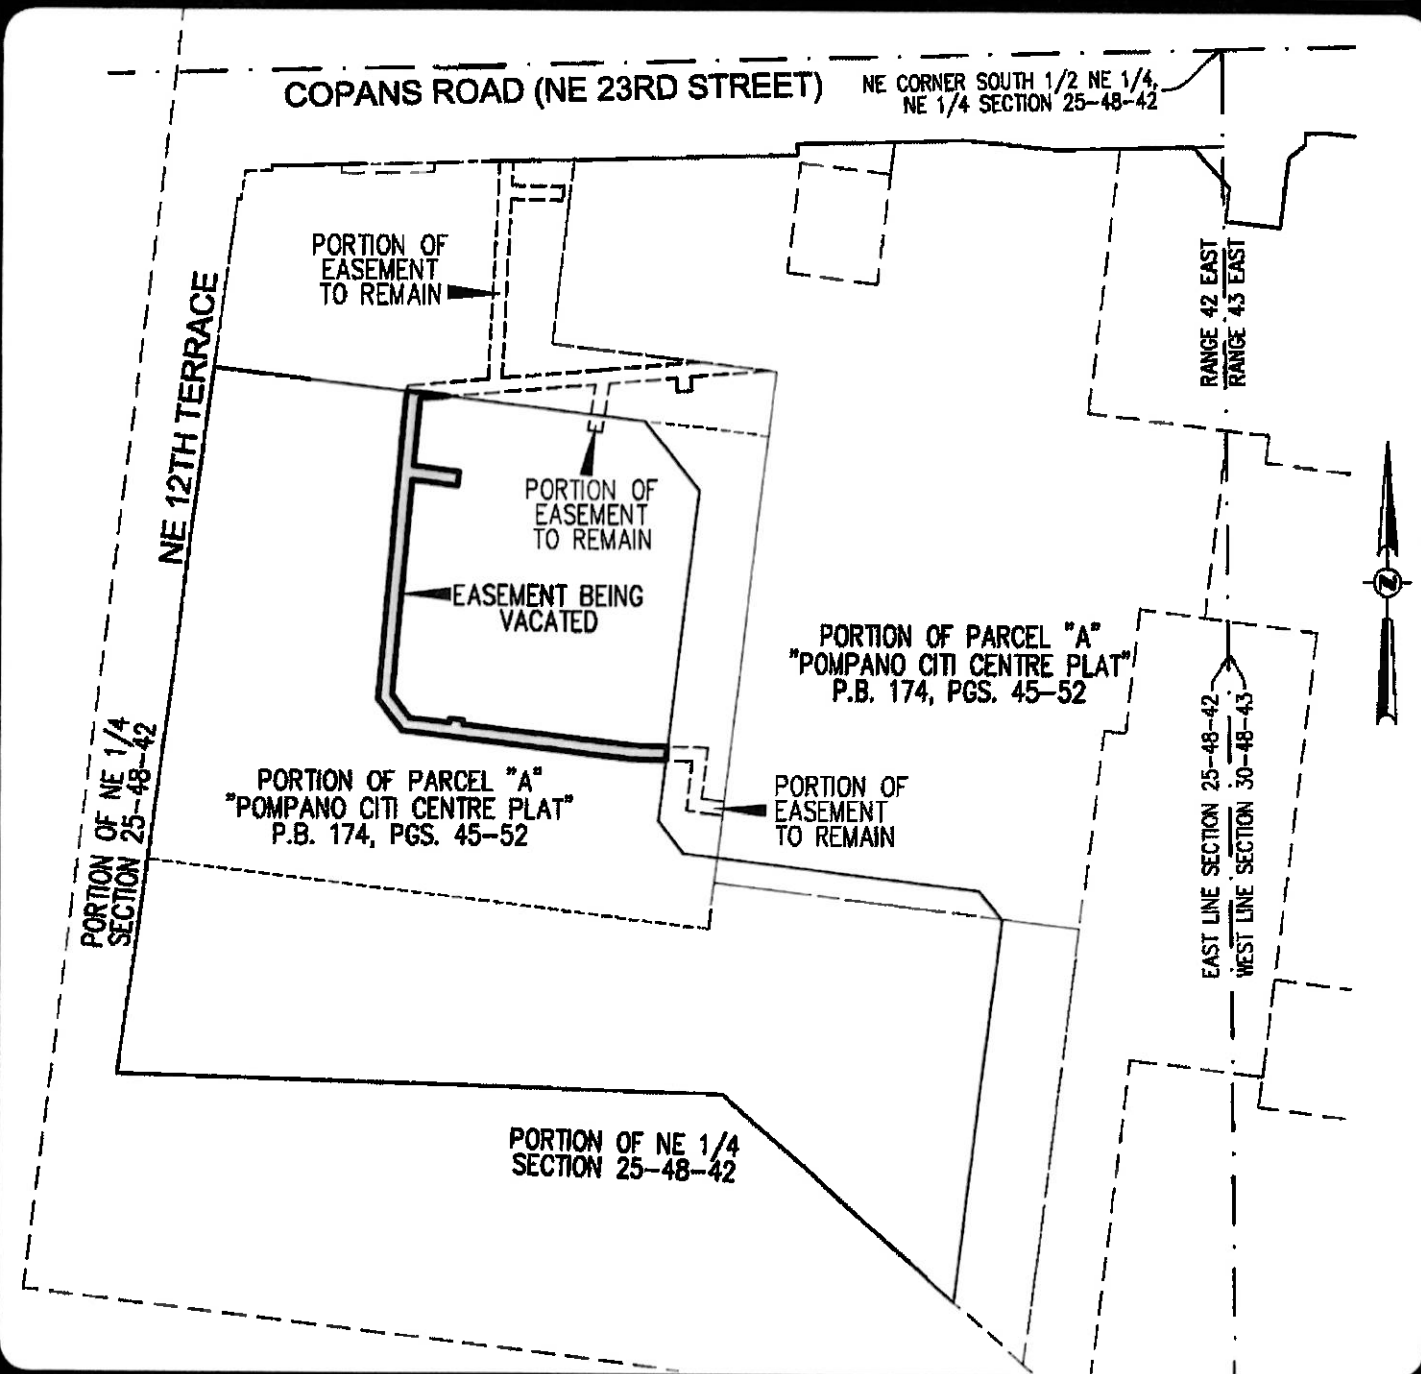 COPANS ROAD (NE 23RD STREET)
NE CORNER SOUTH 1/2 NE 1/4,
NE 1/4 SECTION 25-48-42
PORTION OF
EASEMENT
TO REMAIN
NE 12TH TERRACE
RANGE 42 EAST
RANGE 43 EAST
PORTION OF
EASEMENT
TO REMAIN
EASEMENT BEING
VACATED
Z
PORTION OF PARCEL "A"
"POMPANO CITI CENTRE PLAT"
P.B. 174, PGS. 45-52
PORTION OF NE 1/4
SECTION 25-48-42
PORTION OF PARCEL "A"
"POMPANO CITI CENTRE PLAT"
P.B. 174, PGS. 45-52
PORTION OF
EASEMENT
TO REMAIN
EAST LINE SECTION 25-48-42
WEST LINE SECTION 30-48-43
PORTION OF NE 1/4
SECTION 25-48-42